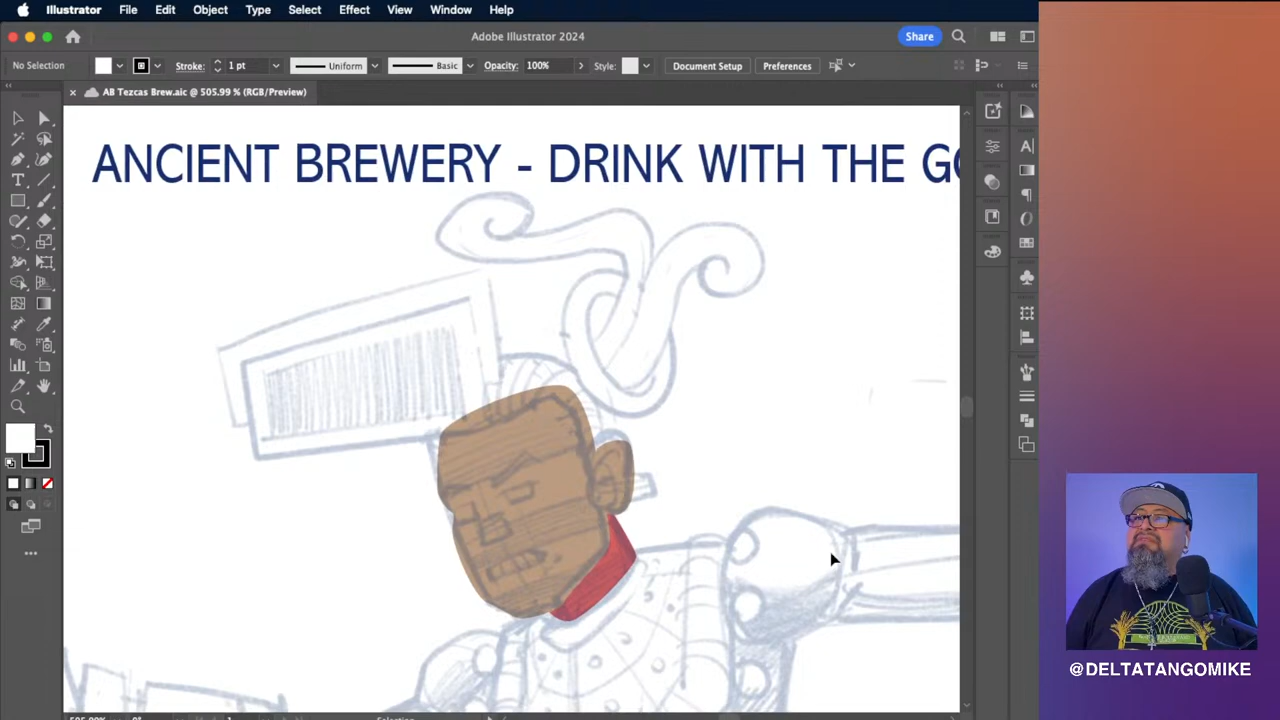 Illustrator File Edit Object Type Select Effect View Window Help
Adobe Illustrator 2024
Share
No Selection
Stroke:
1 pt
Uniform
Basic
Opacity:
100%
Style:
Document Setup
Preferences
AB Tezcas Brew.aic @ 505.99 % (RGB/Preview)
ANCIENT BREWERY - DRINK WITH THE GO
@DELTATANGOMIKE